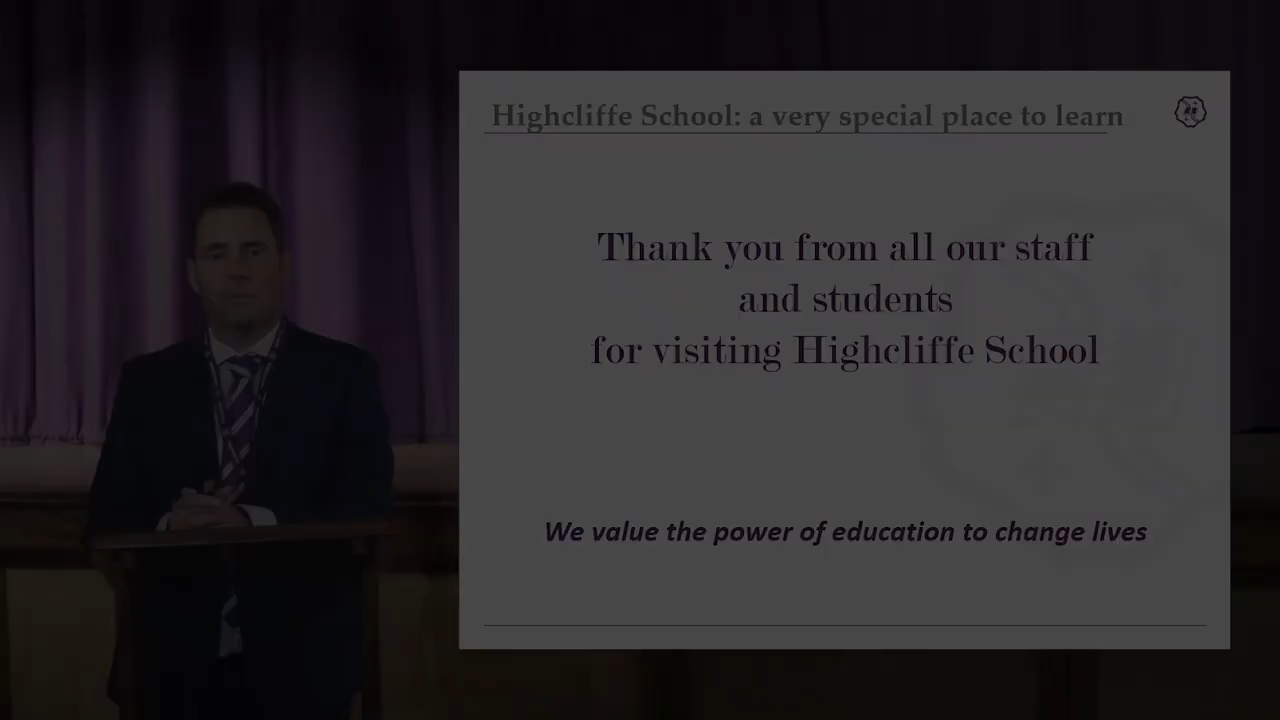 Highcliffe School: a very special place to learn
Thank you from all our staff
and students
for visiting Highcliffe School
We value the power of education to change lives